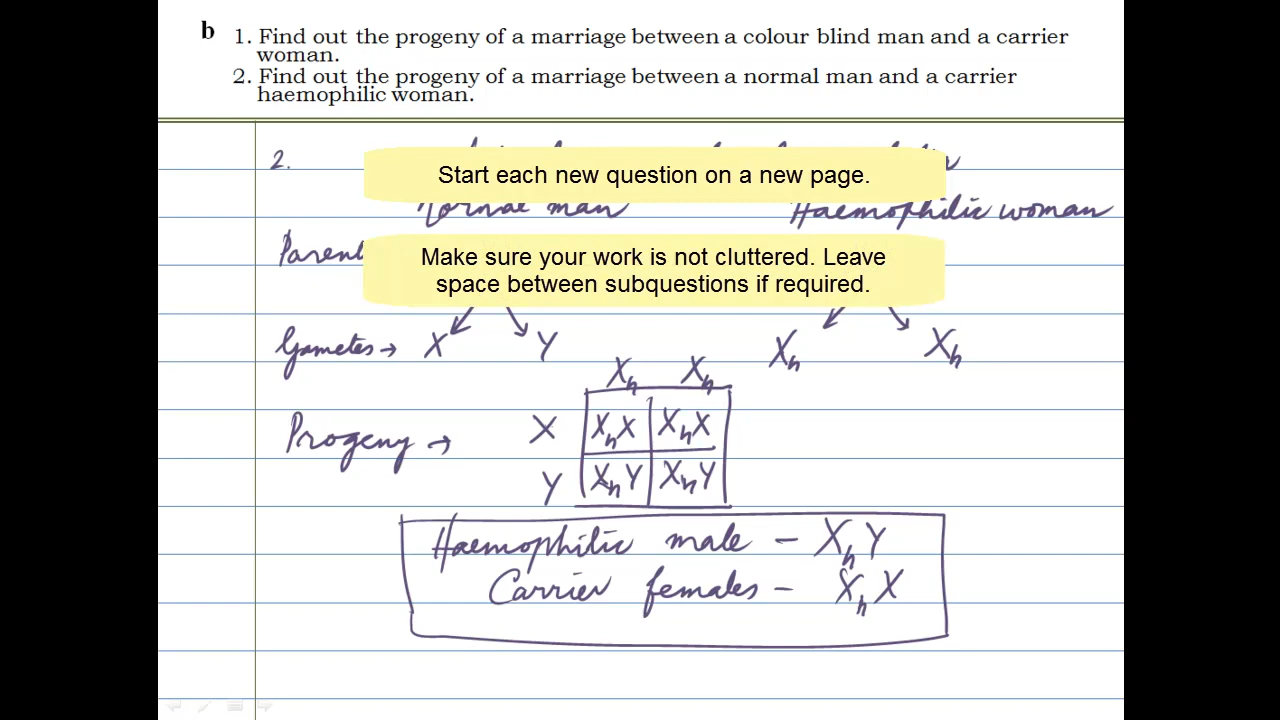 b 1. Find out the progeny of a marriage between a colour blind man and a carrier
woman.
2. Find out the progeny of a marriage between a normal man and a carrier
haemophilic woman.
2.
Start each new question on a new page.
Normal man Haemophilic woman
Parent
Make sure your work is not cluttered. Leave
space between subquestions if required.
Gametes → X Y Xh Xh
Xh Xh
Progeny → X XhX XhX
Y XhY XhY
Haemophilic male – XhY
Carrier females – XhX